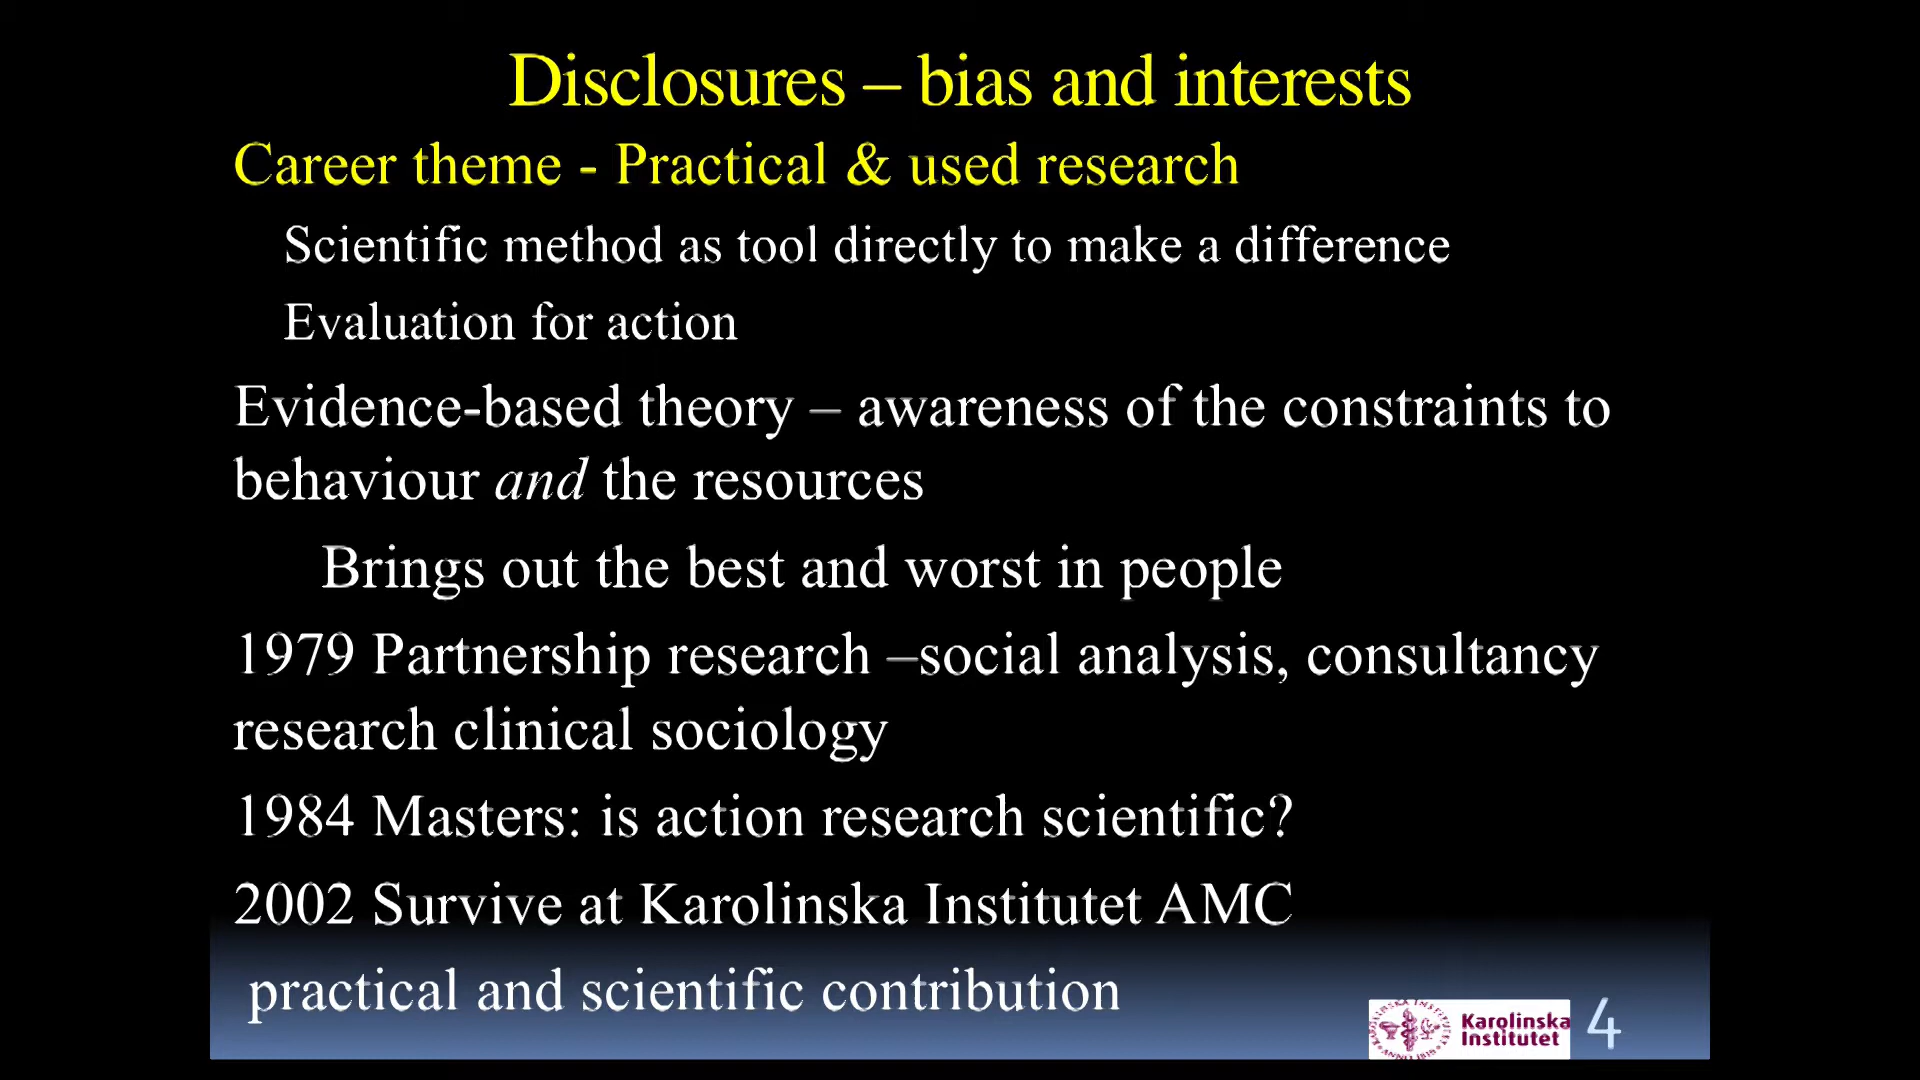 Disclosures – bias and interests
Career theme - Practical & used research
Scientific method as tool directly to make a difference
Evaluation for action
Evidence-based theory – awareness of the constraints to
behaviour and the resources
Brings out the best and worst in people
1979 Partnership research –social analysis, consultancy
research clinical sociology
1984 Masters: is action research scientific?
2002 Survive at Karolinska Institutet AMC
practical and scientific contribution
Karolinska
Institutet
4